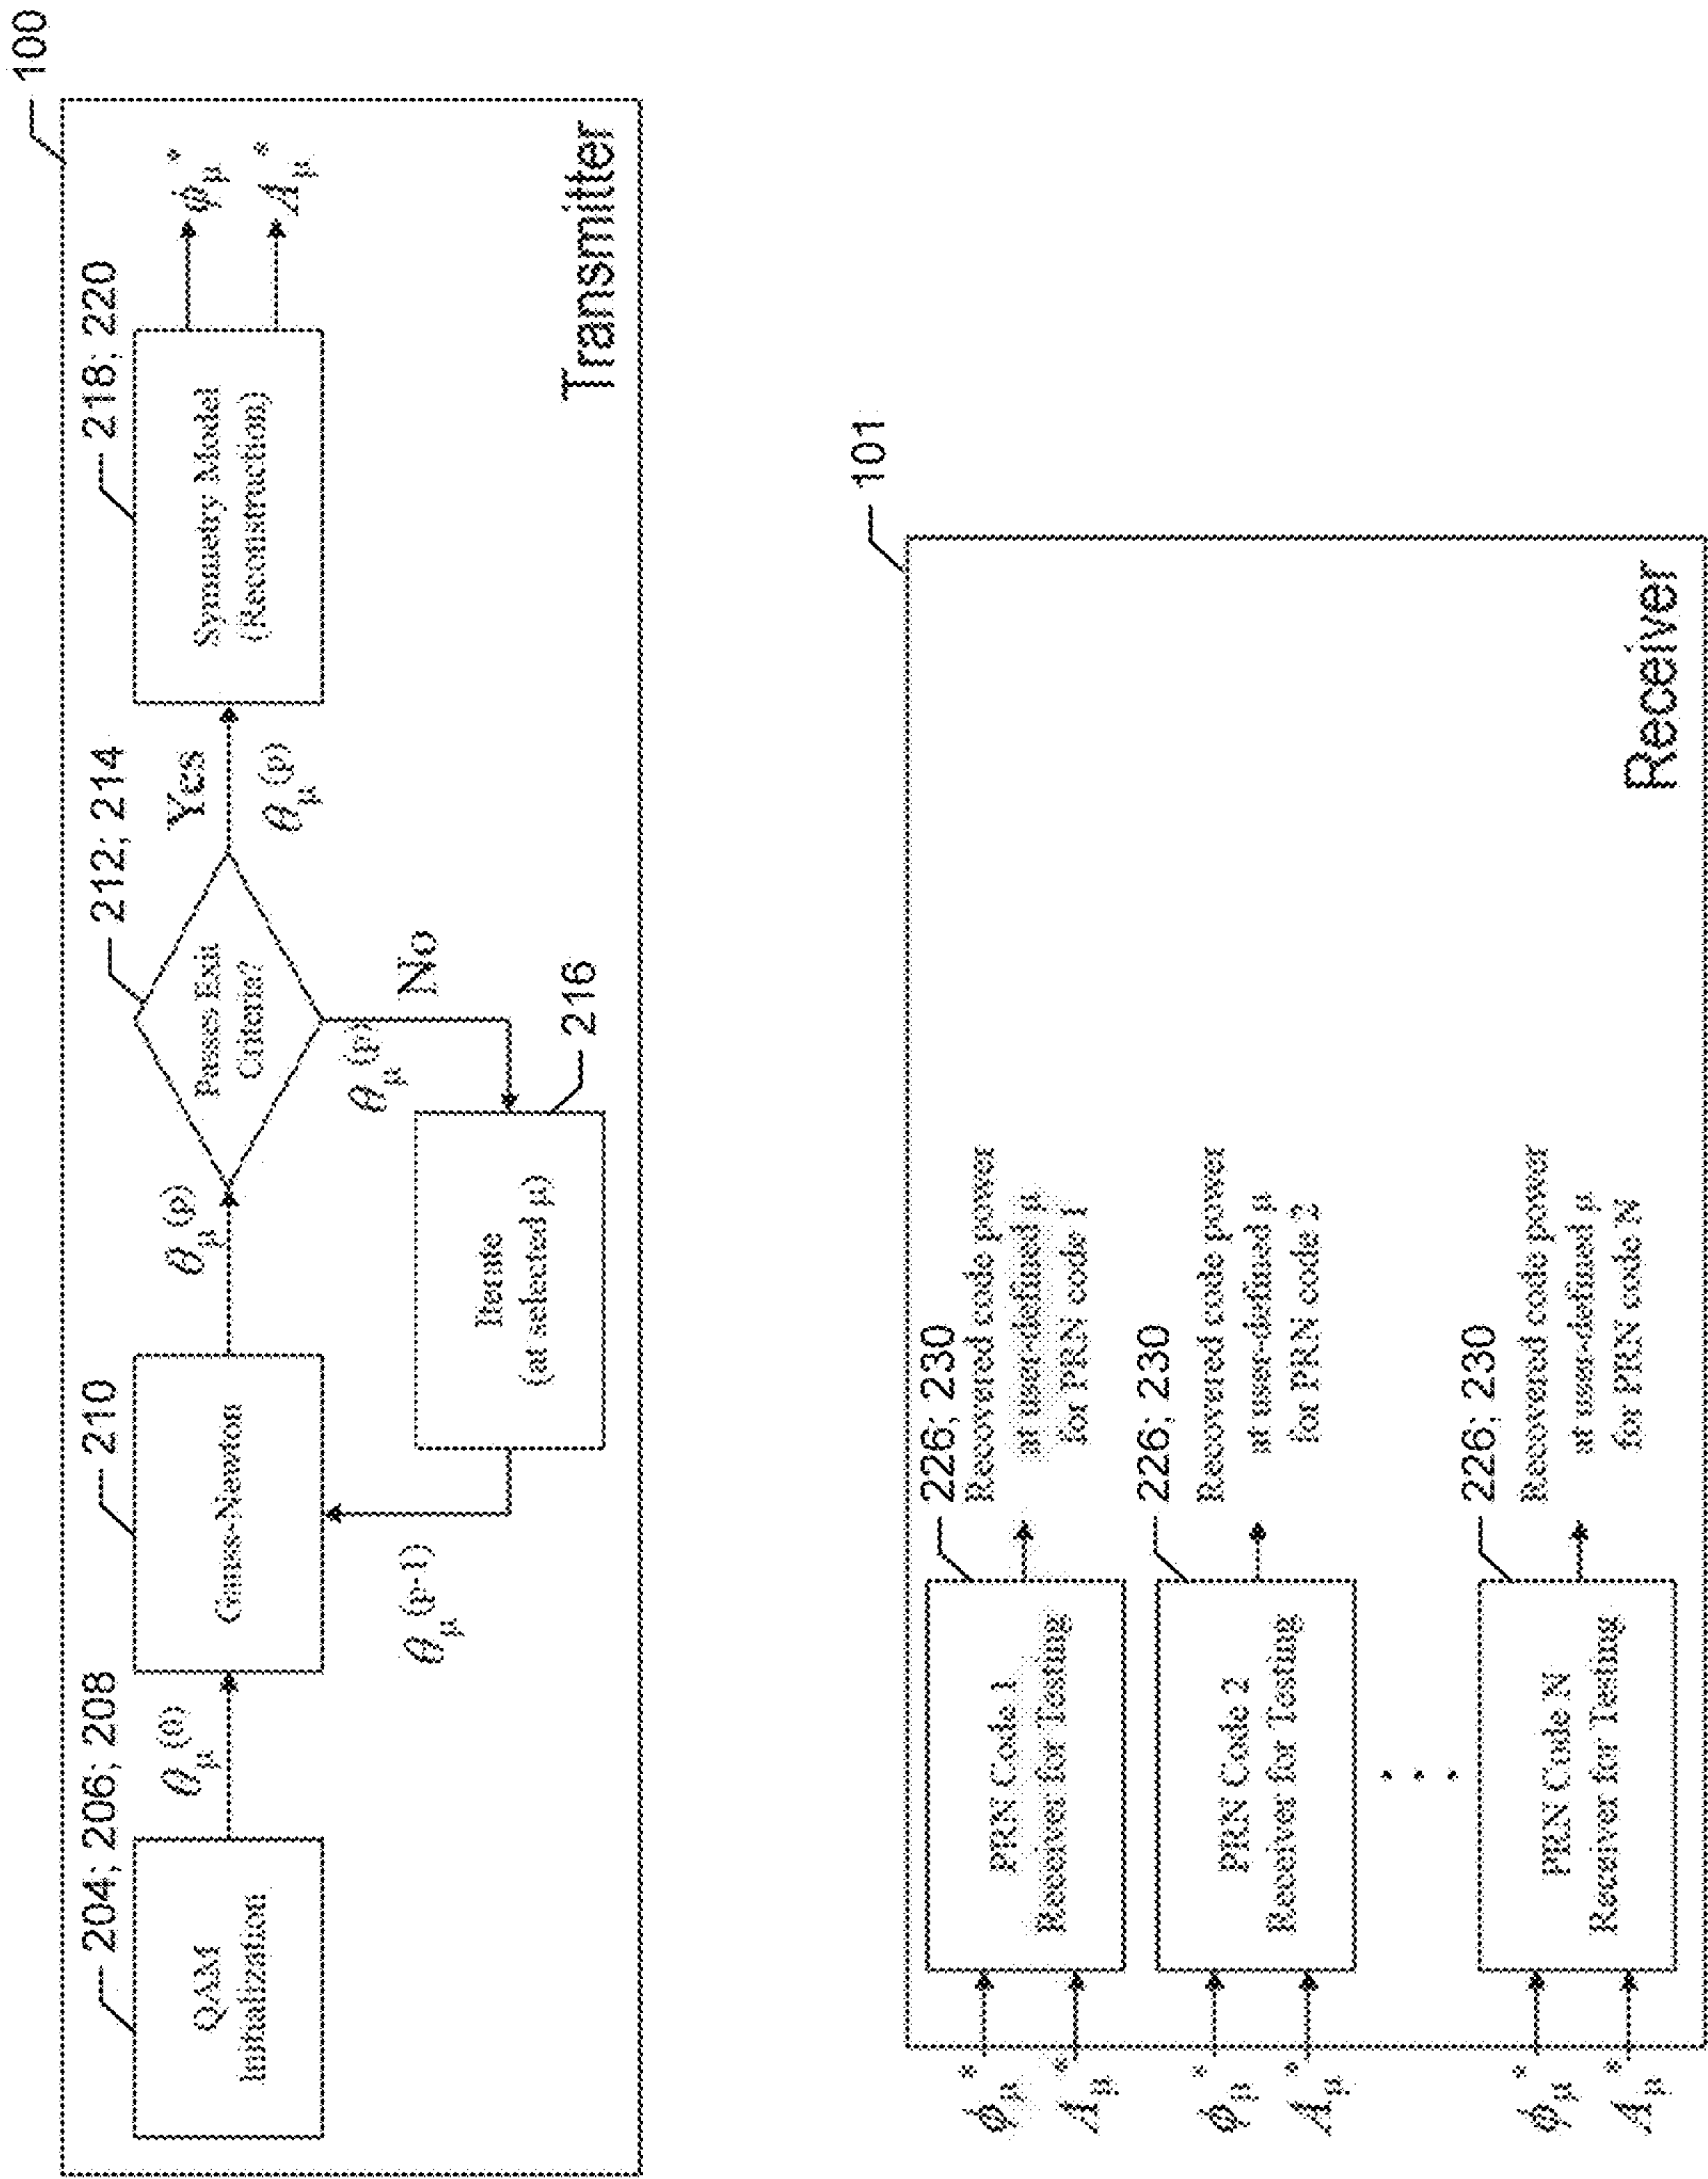 100
204; 206; 208
QAM
Initialization
θμ(0)
210
Gauss-Newton
θμ(p)
212; 214
Passes Exit
Criteria?
Yes
θμ(p)
218; 220
Symmetry Model
(Reconstruction)
ϕμ*
Aμ*
No
θμ(p)
216
Iterate
(at selected μ)
θμ(p-1)
Transmitter
101
ϕμ*
Aμ*
PRN Code 1
Receiver for Testing
226; 230
Recovered code power
at user-defined μ
for PRN code 1
ϕμ*
Aμ*
PRN Code 2
Receiver for Testing
226; 230
Recovered code power
at user-defined μ
for PRN code 2
. . .
ϕμ*
Aμ*
PRN Code N
Receiver for Testing
226; 230
Recovered code power
at user-defined μ
for PRN code N
Receiver